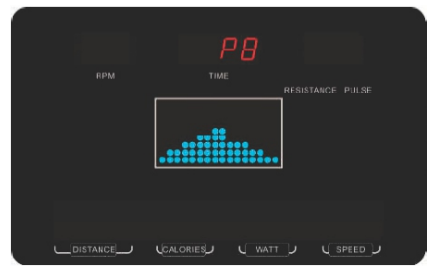 P8
RPM TIME
RESISTANCE PULSE
DISTANCE CALORIES WATT SPEED